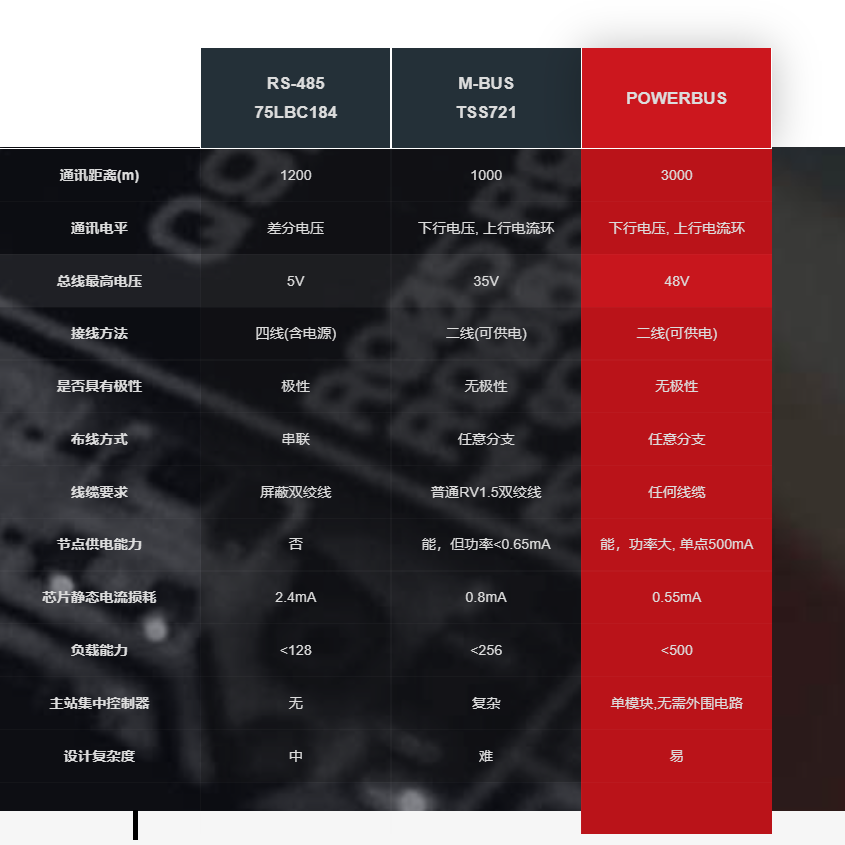 RS-485 M-BUS POWERBUS
75LBC184 TSS721
通讯距离(m) 1200 1000 3000
通讯电平 差分电压 下行电压, 上行电流环 下行电压, 上行电流环
总线最高电压 5V 35V 48V
接线方法 四线(含电源) 二线(可供电) 二线(可供电)
是否具有极性 极性 无极性 无极性
布线方式 串联 任意分支 任意分支
线缆要求 屏蔽双绞线 普通RV1.5双绞线 任何线缆
节点供电能力 否 能，但功率<0.65mA 能，功率大, 单点500mA
芯片静态电流损耗 2.4mA 0.8mA 0.55mA
负载能力 <128 <256 <500
主站集中控制器 无 复杂 单模块,无需外围电路
设计复杂度 中 难 易